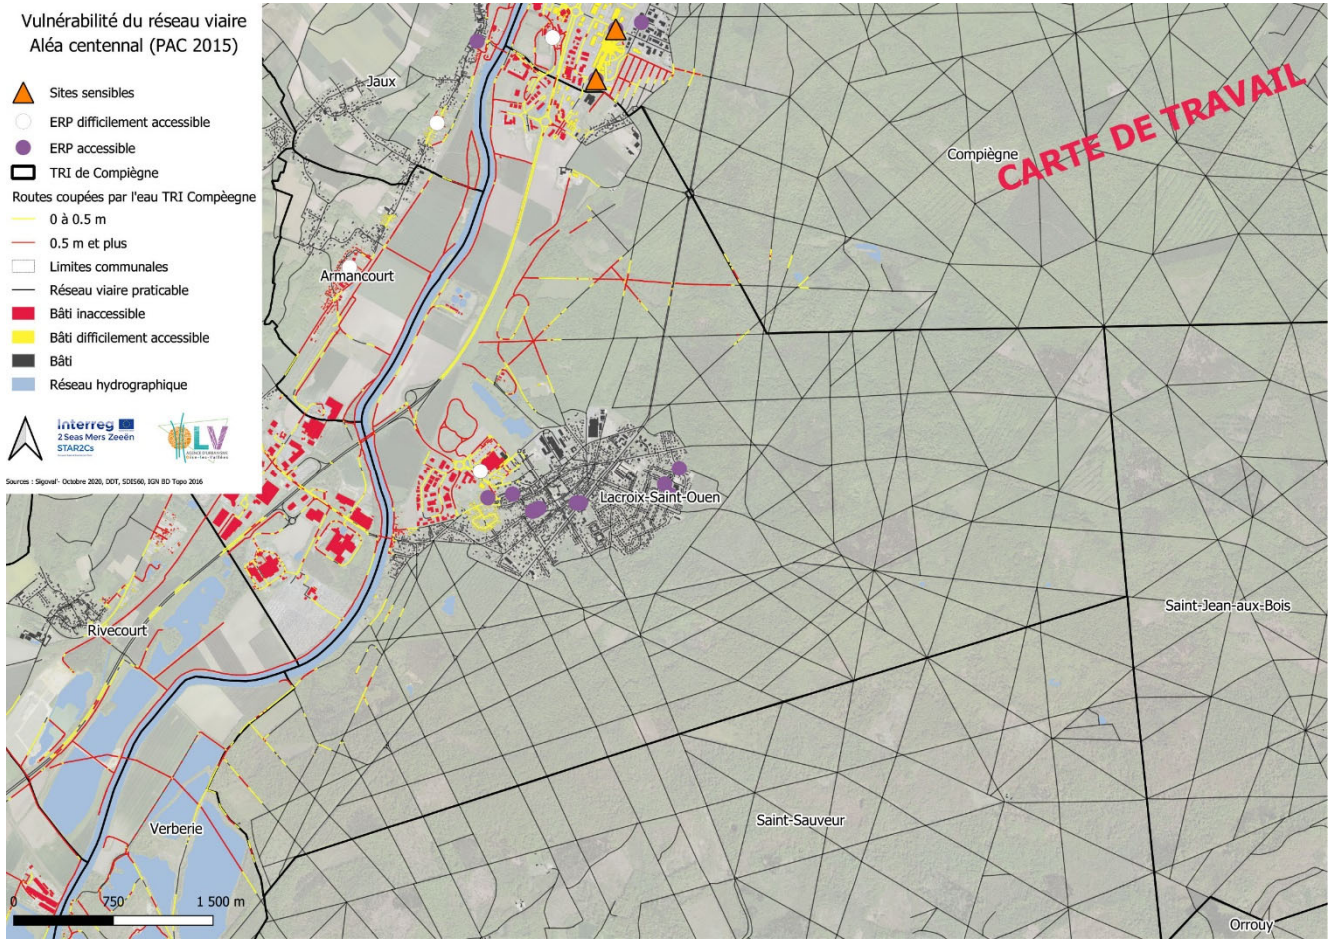 Vulnérabilité du réseau viaire
Aléa centennal (PAC 2015)
Sites sensibles
ERP difficilement accessible
ERP accessible
TRI de Compiègne
Routes coupées par l'eau TRI Compèegne
0 à 0.5 m
0.5 m et plus
Limites communales
Réseau viaire praticable
Bâti inaccessible
Bâti difficilement accessible
Bâti
Réseau hydrographique
Interreg
2 Seas Mers Zeeën
STAR2Cs
OLV
Sources : Sigoval'- Octobre 2020, DDT, SDIS60, IGN BD Topo 2016
Jaux
Compiègne
CARTE DE TRAVAIL
Armancourt
Lacroix-Saint-Ouen
Rivecourt
Saint-Jean-aux-Bois
Verberie
Saint-Sauveur
Orrouy
0 750 1 500 m